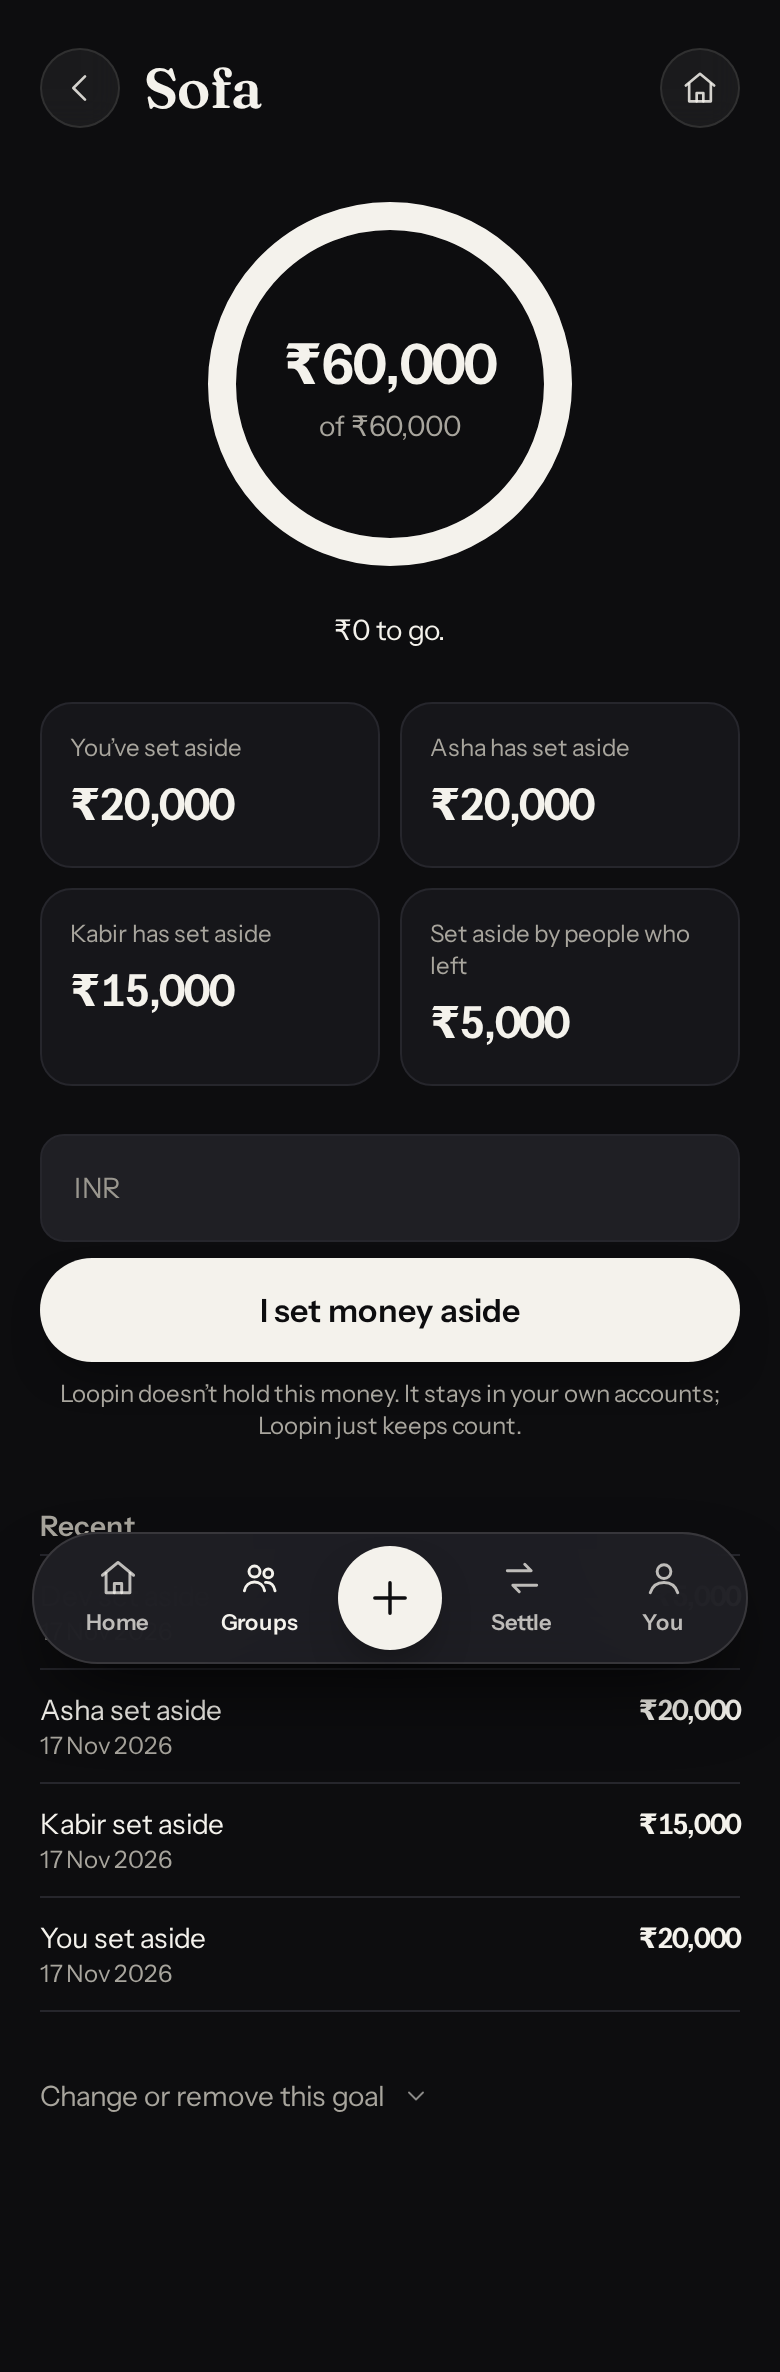 Sofa
₹60,000
of ₹60,000
₹0 to go.
You’ve set aside
₹20,000
Asha has set aside
₹20,000
Kabir has set aside
₹15,000
Set aside by people who
left
₹5,000
INR
I set money aside
Loopin doesn’t hold this money. It stays in your own accounts;
Loopin just keeps count.
Recent
Home
Groups
Settle
You
Asha set aside
₹20,000
17 Nov 2026
Kabir set aside
₹15,000
17 Nov 2026
You set aside
₹20,000
17 Nov 2026
Change or remove this goal